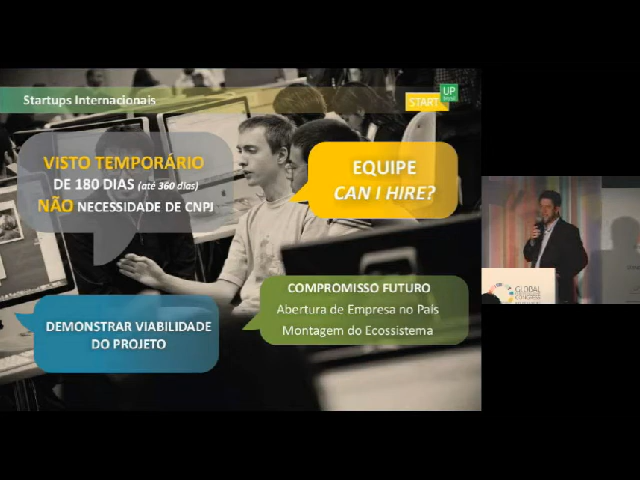 Startups Internacionais
START
UP
VISTO TEMPORÁRIO
DE 180 DIAS (até 360 dias)
NÃO NECESSIDADE DE CNPJ
EQUIPE
CAN I HIRE?
COMPROMISSO FUTURO
Abertura de Empresa no País
Montagem do Ecossistema
DEMONSTRAR VIABILIDADE
DO PROJETO
GLOBAL
CONGRESS